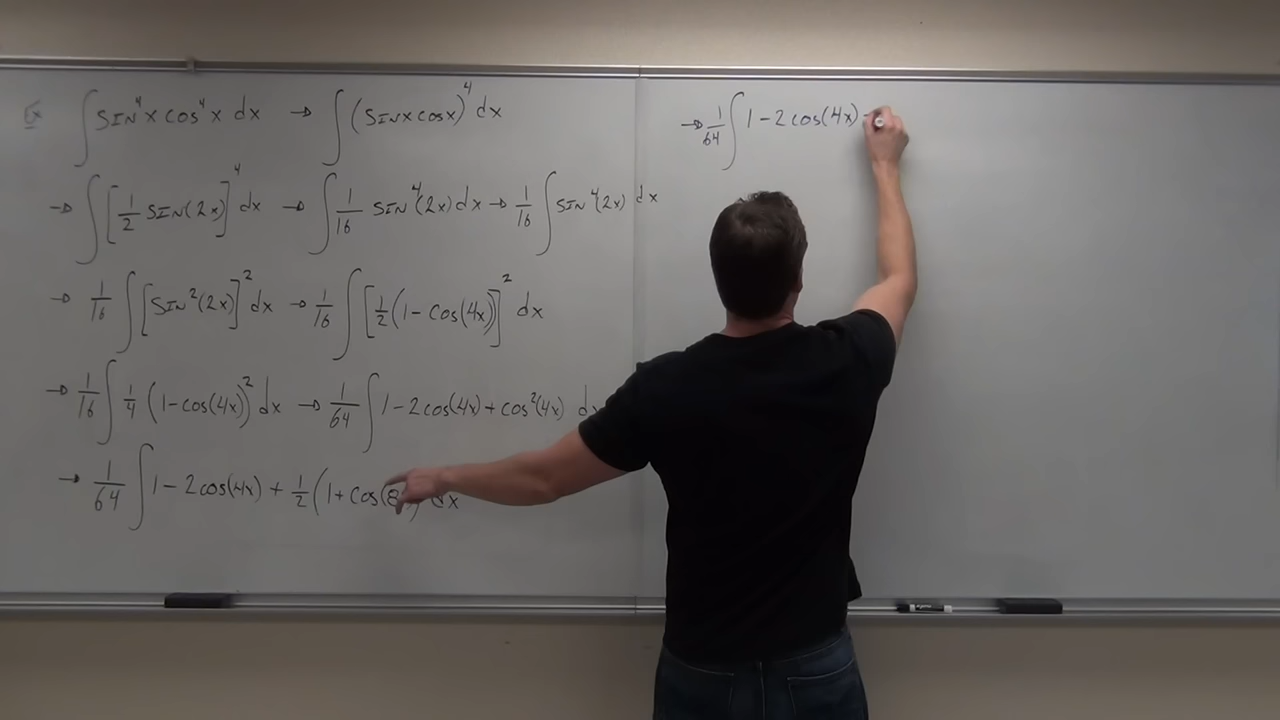 Ex ∫ SIN⁴x cos⁴x dx → ∫ (SINx cosx)⁴ dx
→ ∫ [1/2 SIN(2x)]⁴ dx → ∫ 1/16 SIN⁴(2x) dx → 1/16 ∫ SIN⁴(2x) dx
→ 1/16 ∫ [SIN²(2x)]² dx → 1/16 ∫ [1/2 (1 - cos(4x))]² dx
→ 1/16 ∫ 1/4 (1 - cos(4x))² dx → 1/64 ∫ 1 - 2cos(4x) + cos²(4x) dx
→ 1/64 ∫ 1 - 2cos(4x) + 1/2 (1 + cos(8 ) dx
→ 1/64 ∫ 1 - 2 cos(4x)